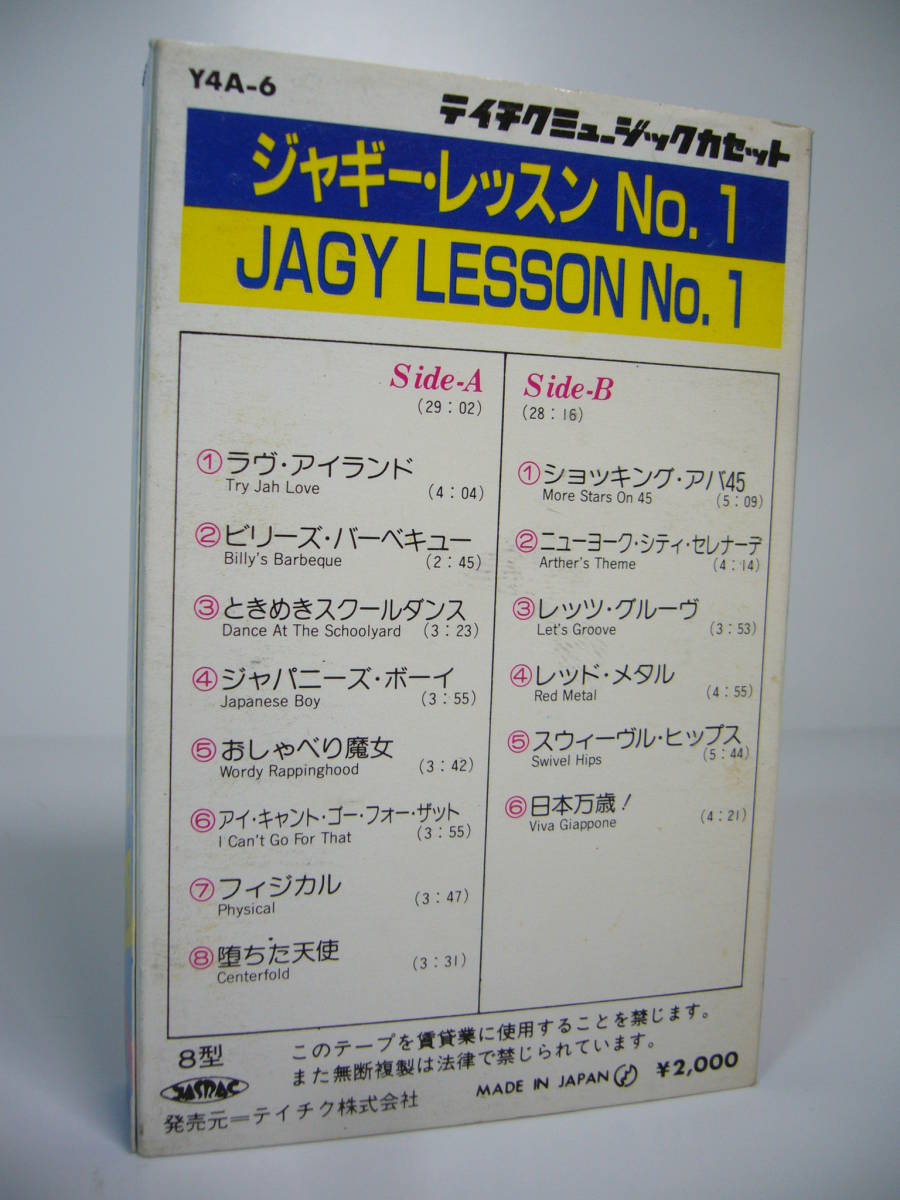 Y4A-6
テイチクミュージックカセット
ジャギー・レッスン No. 1
JAGY LESSON No. 1
Side-A
(29:02)
①ラヴ・アイランド
Try Jah Love (4:04)
②ビリーズ・バーベキュー
Billy's Barbeque (2:45)
③ときめきスクールダンス
Dance At The Schoolyard (3:23)
④ジャパニーズ・ボーイ
Japanese Boy (3:55)
⑤おしゃべり魔女
Wordy Rappinghood (3:42)
⑥アイ・キャント・ゴー・フォー・ザット
I Can't Go For That (3:55)
⑦フィジカル
Physical (3:47)
⑧堕ちた天使
Centerfold (3:31)
Side-B
(28:16)
①ショッキング・アバ45
More Stars On 45 (5:09)
②ニューヨーク・シティ・セレナーデ
Arther's Theme (4:14)
③レッツ・グルーヴ
Let's Groove (3:53)
④レッド・メタル
Red Metal (4:55)
⑤スウィーヴル・ヒップス
Swivel Hips (5:44)
⑥日本万歳!
Viva Giappone (4:21)
8型
このテープを賃貸業に使用することを禁じます。
また無断複製は法律で禁じられています。
JASRAC
MADE IN JAPAN ¥2,000
発売元=テイチク株式会社